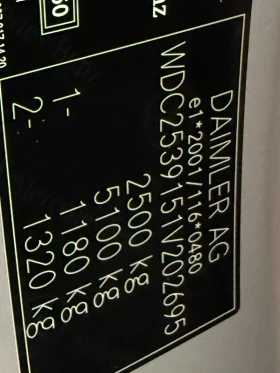 DAIMLER AG
e1*2001/116*0480
WDC2539151V202695
2500 kg
5100 kg
1- 1180 kg
2- 1320 kg